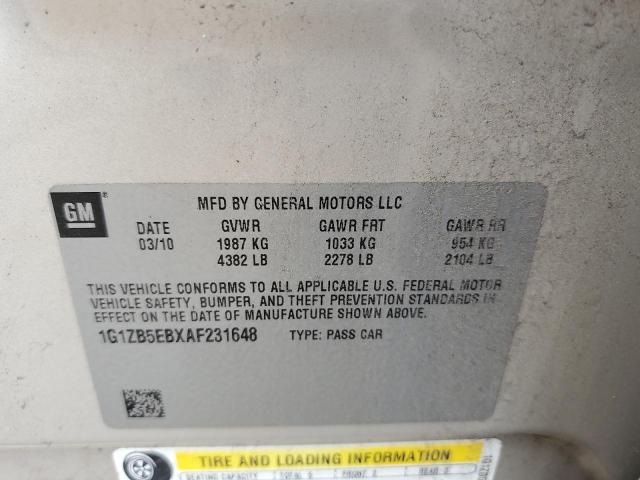 GM
MFD BY GENERAL MOTORS LLC
DATE GVWR GAWR FRT GAWR RR
03/10 1987 KG 1033 KG 954 KG
4382 LB 2278 LB 2104 LB
THIS VEHICLE CONFORMS TO ALL APPLICABLE U.S. FEDERAL MOTOR
VEHICLE SAFETY, BUMPER, AND THEFT PREVENTION STANDARDS IN
EFFECT ON THE DATE OF MANUFACTURE SHOWN ABOVE.
1G1ZB5EBXAF231648 TYPE: PASS CAR
TIRE AND LOADING INFORMATION
SEATING CAPACITY